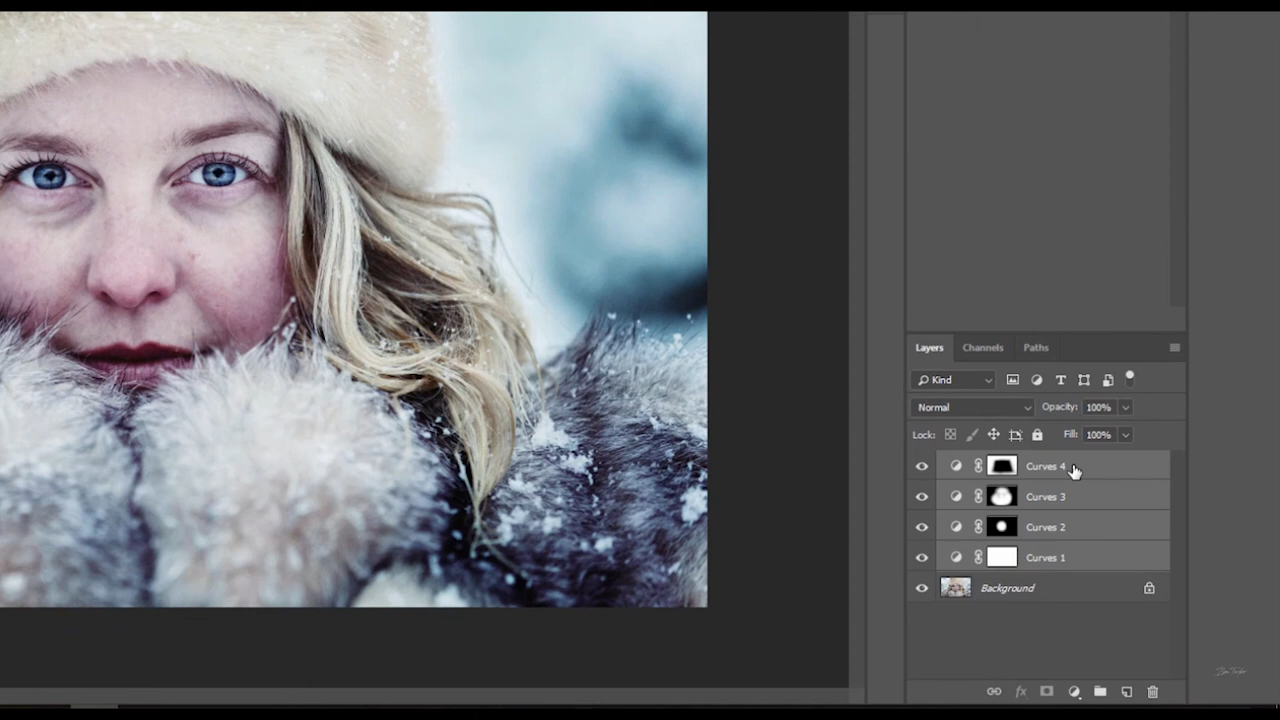 Layers Channels Paths
Kind
Normal Opacity: 100%
Lock: Fill: 100%
Curves 4
Curves 3
Curves 2
Curves 1
Background